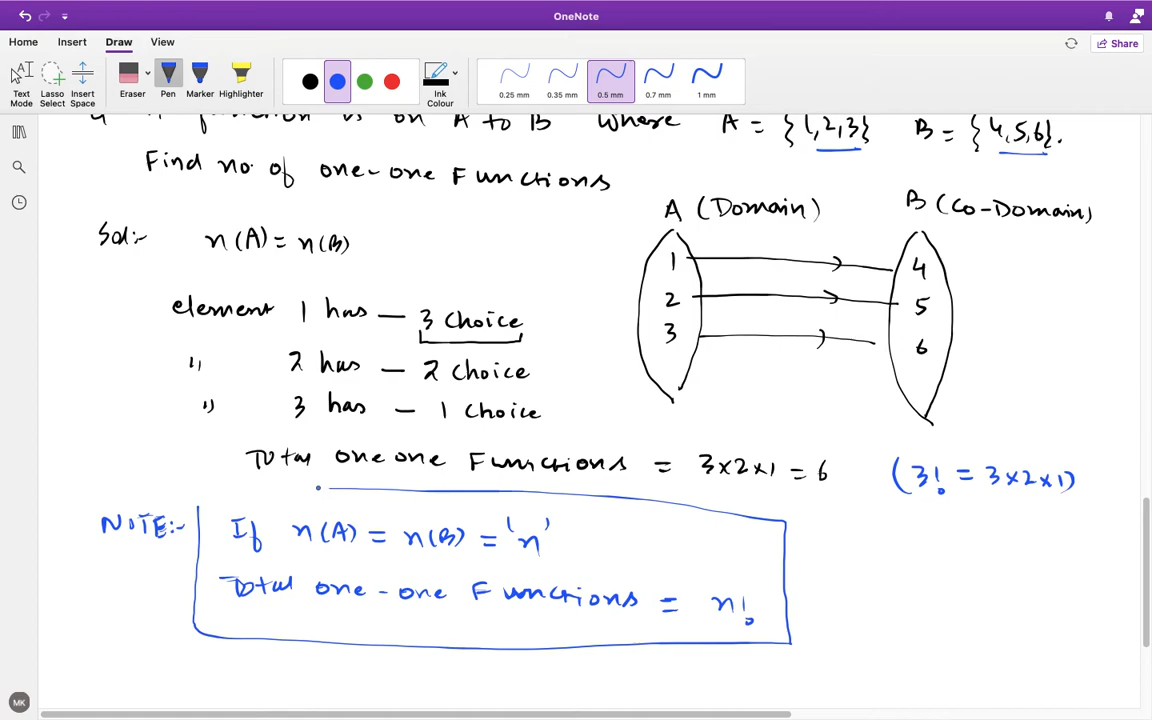 OneNote
Home Insert Draw View
Share
Text Mode
Lasso Select
Insert Space
Eraser
Pen
Marker
Highlighter
Ink Colour
0.25 mm
0.35 mm
0.5 mm
0.7 mm
1 mm
function is on A to B where A = {1,2,3} B = {4,5,6}.
Find no. of one-one Functions
A (Domain) B (Co-Domain)
Sol:- n(A) = n(B)
1 4
2 5
3 6
element 1 has — 3 choice
" 2 has — 2 choice
" 3 has — 1 choice
Total one one Functions = 3×2×1 = 6 (3! = 3×2×1)
NOTE:- If n(A) = n(B) = 'n'
Total one-one Functions = n!
MK